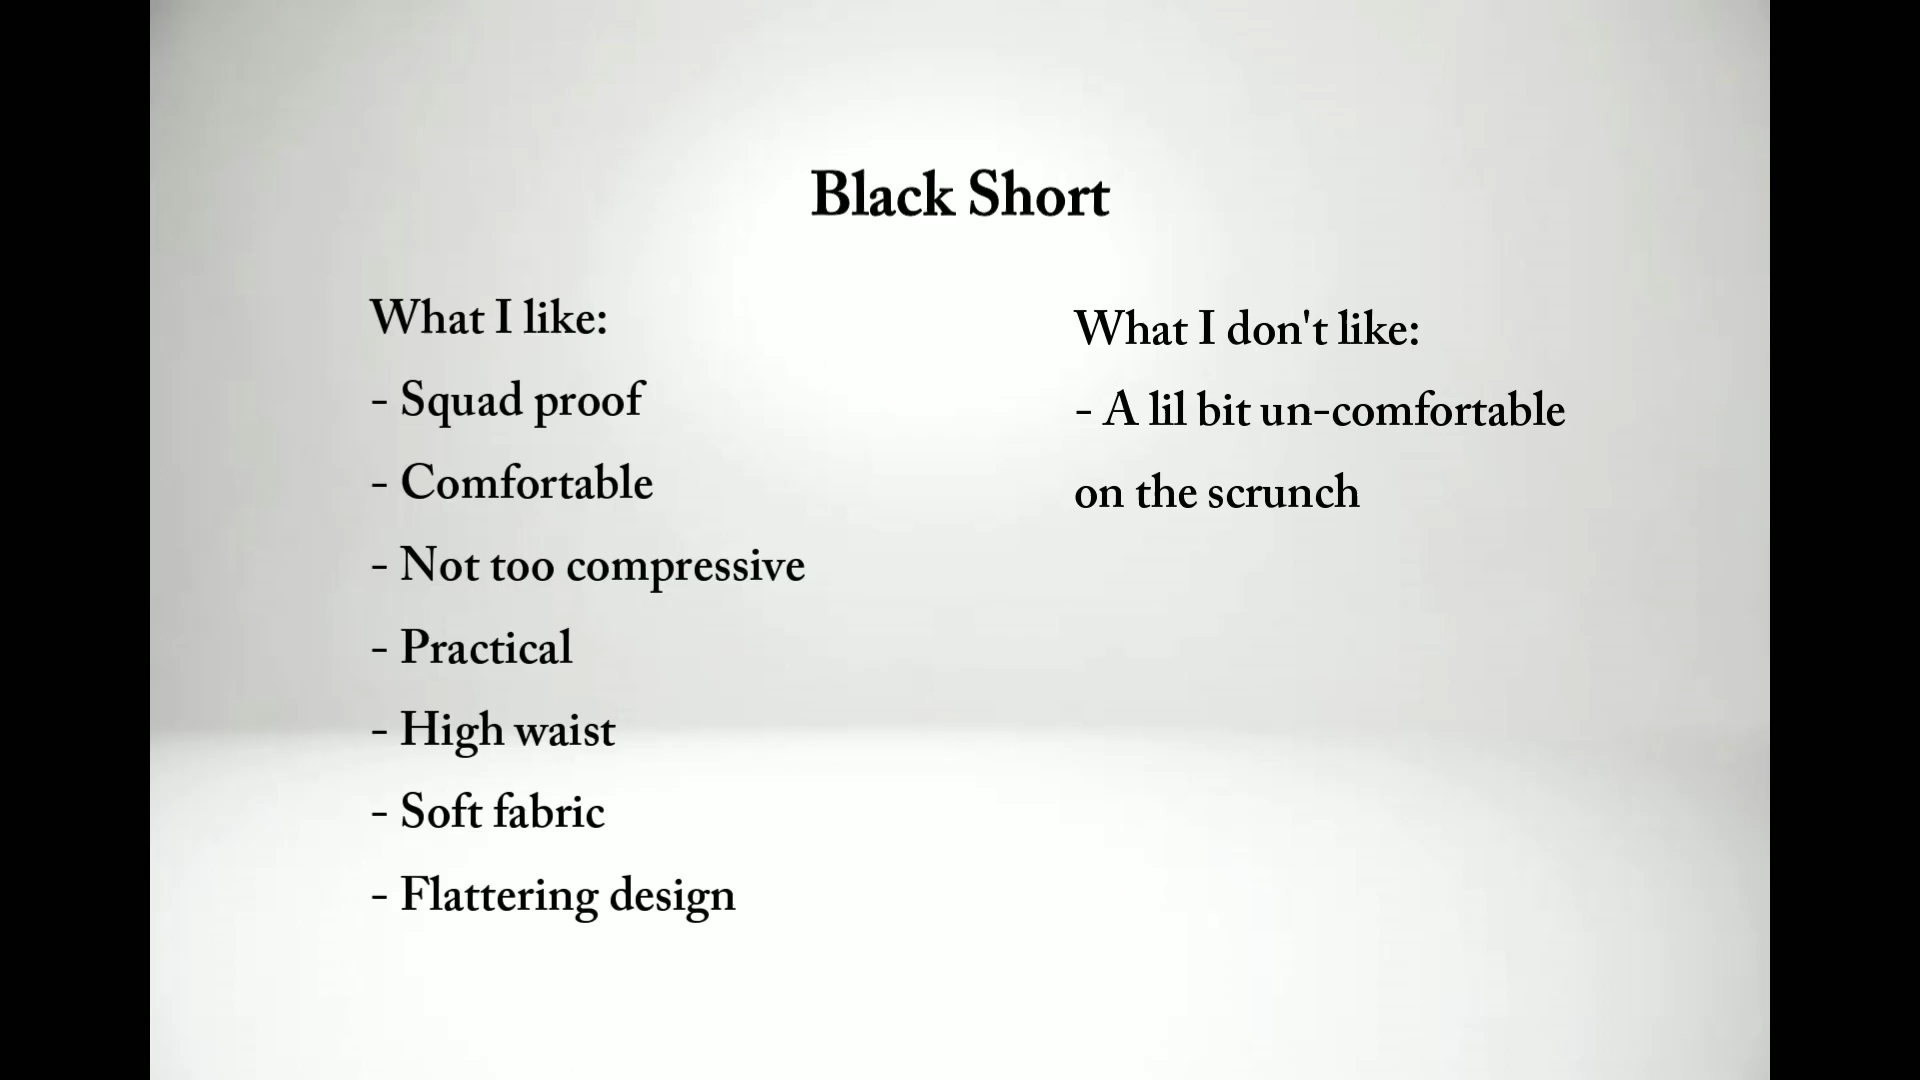 Black Short
What I like:
- Squad proof
- Comfortable
- Not too compressive
- Practical
- High waist
- Soft fabric
- Flattering design
What I don't like:
- A lil bit un-comfortable
on the scrunch